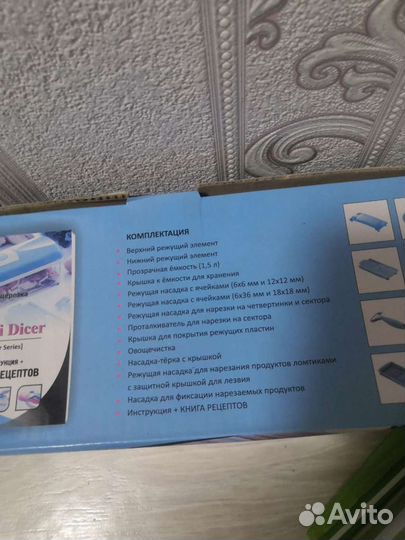 КОМПЛЕКТАЦИЯ
Верхний режущий элемент
Нижний режущий элемент
Прозрачная ёмкость (1,5 л)
Крышка к ёмкости для хранения
Режущая насадка с ячейками (6х6 мм и 12х12 мм)
Режущая насадка с ячейками (6х36 мм и 18х18 мм)
Режущая насадка для нарезки на четвертинки и сектора
Проталкиватель для нарезки на сектора
Крышка для покрытия режущих пластин
Овощечистка
Насадка-тёрка с крышкой
Режущая насадка для нарезания продуктов ломтиками
с защитной крышкой для лезвия
Насадка для фиксации нарезаемых продуктов
Инструкция + КНИГА РЕЦЕПТОВ
i Dicer
Series)
Avito